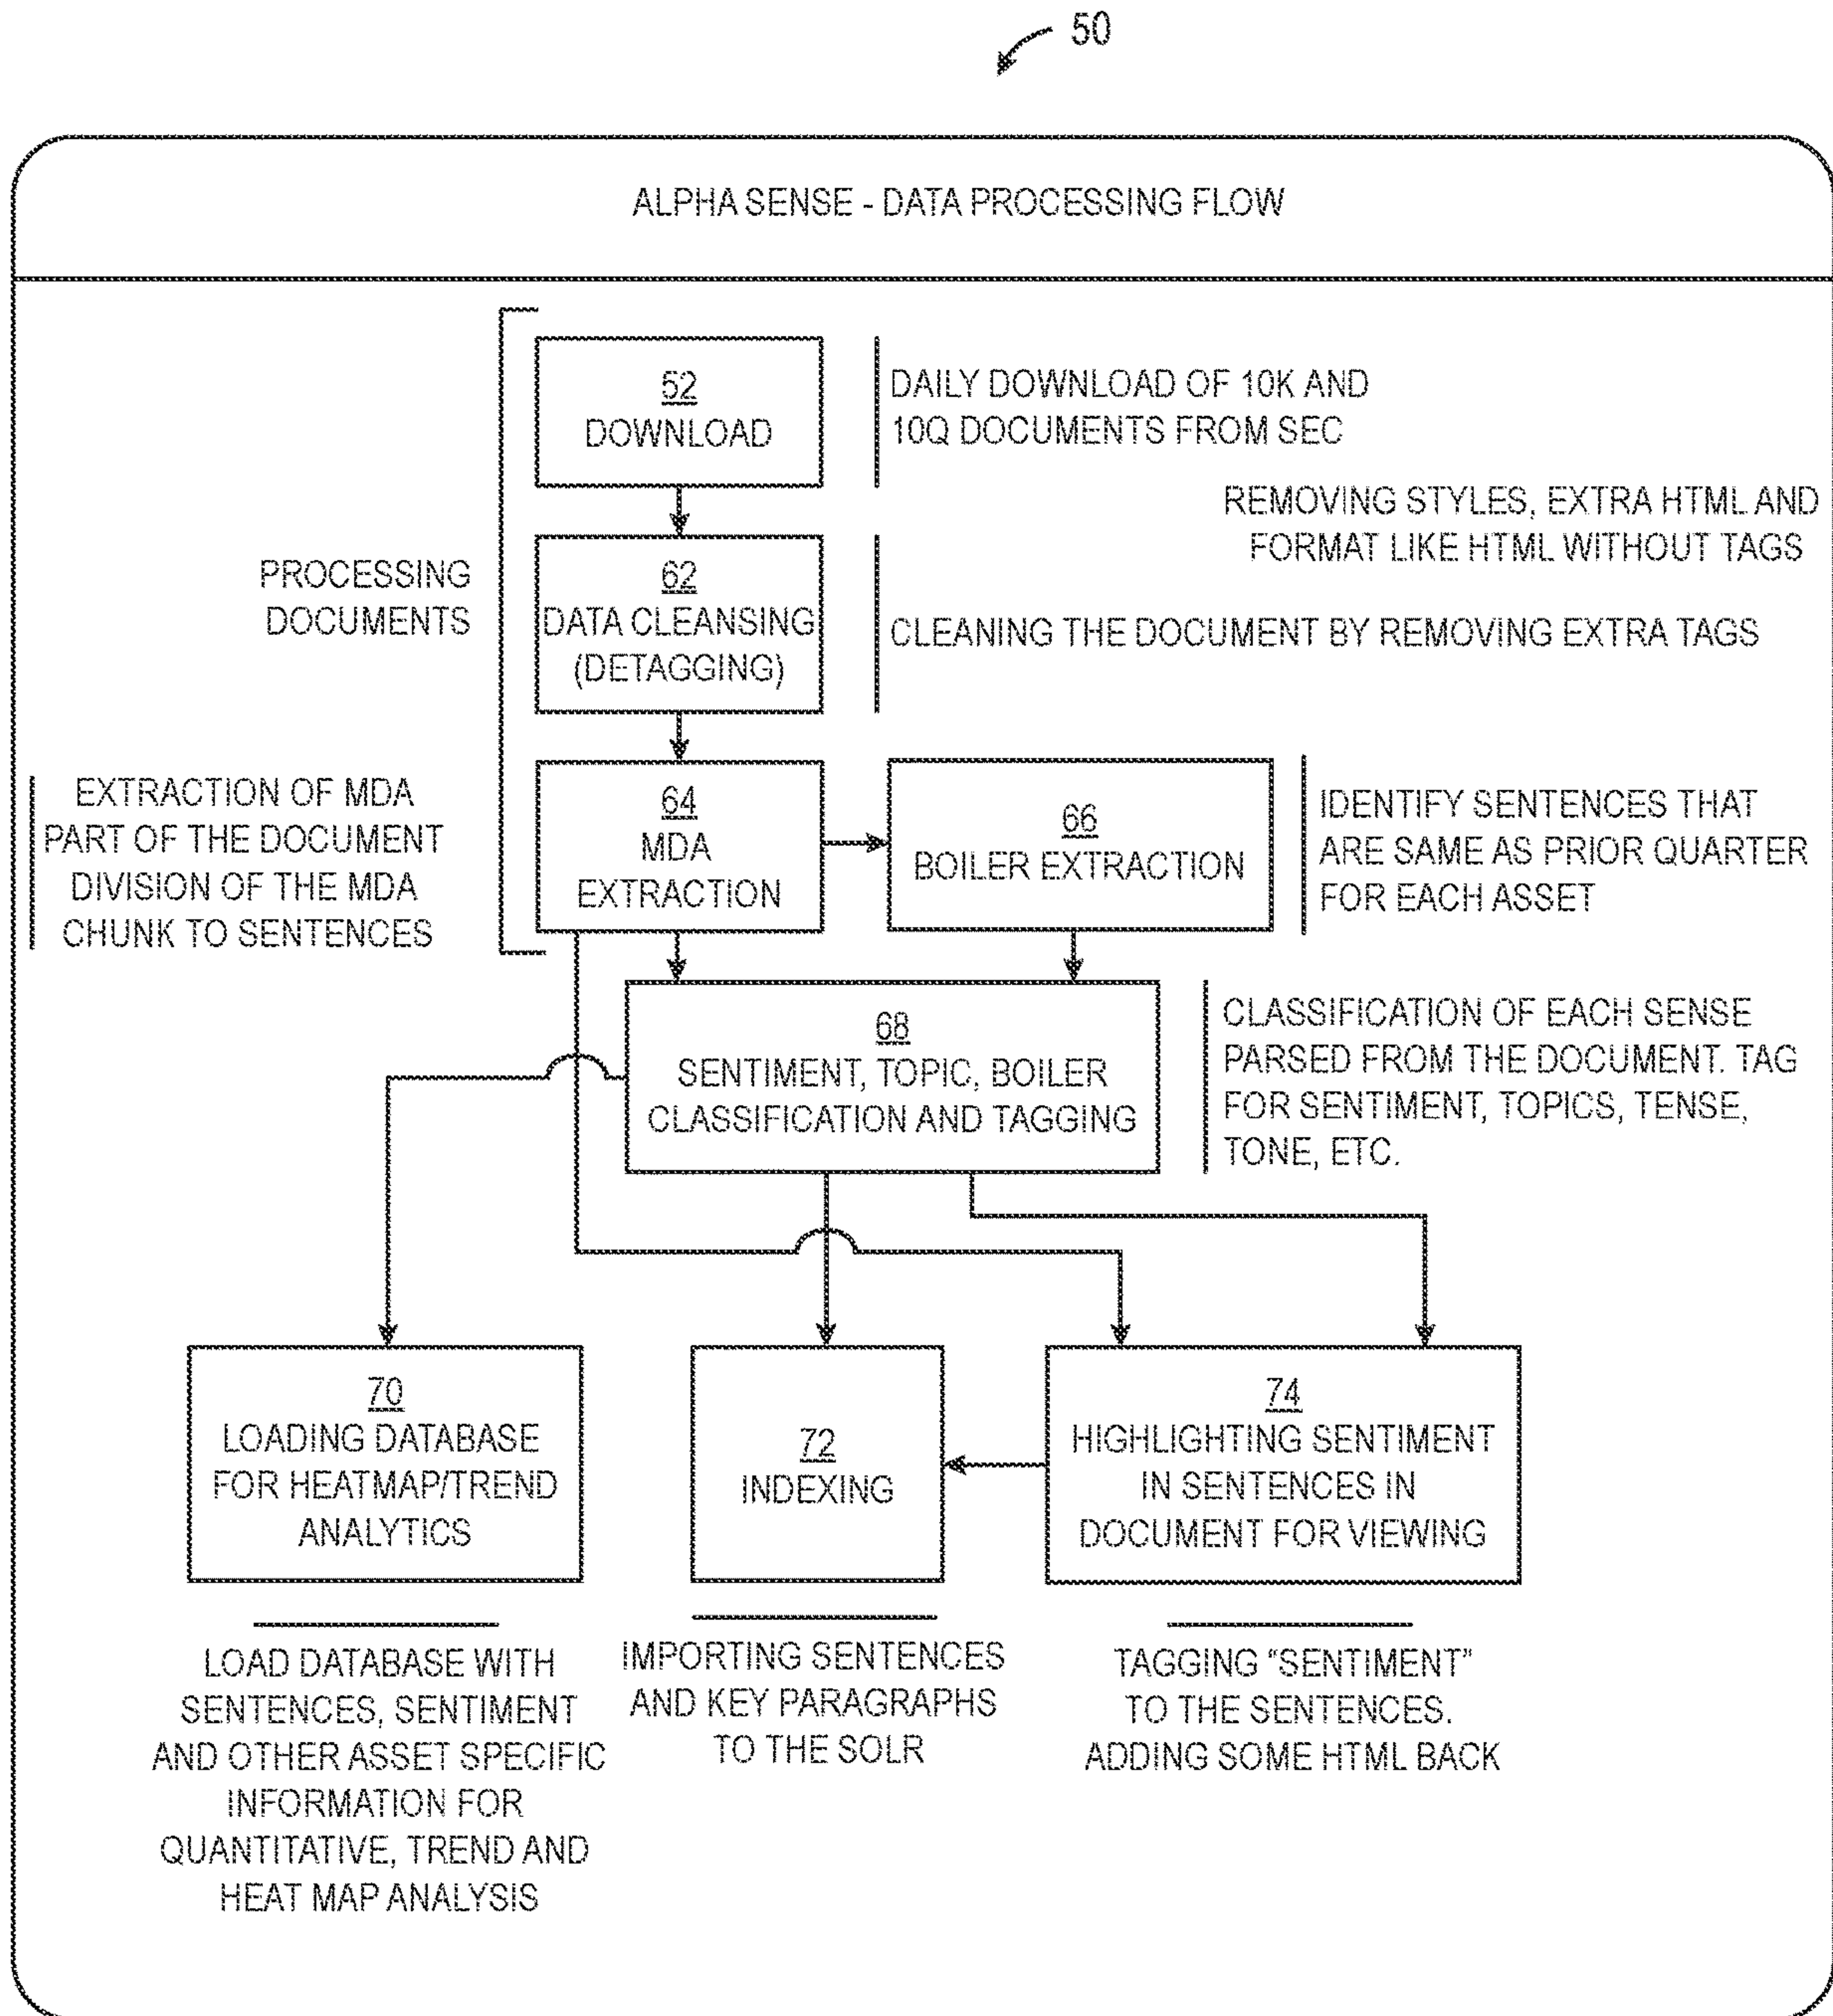 50
ALPHA SENSE - DATA PROCESSING FLOW
52
DOWNLOAD
DAILY DOWNLOAD OF 10K AND
10Q DOCUMENTS FROM SEC
REMOVING STYLES, EXTRA HTML AND
FORMAT LIKE HTML WITHOUT TAGS
PROCESSING
DOCUMENTS
62
DATA CLEANSING
(DETAGGING)
CLEANING THE DOCUMENT BY REMOVING EXTRA TAGS
EXTRACTION OF MDA
PART OF THE DOCUMENT
DIVISION OF THE MDA
CHUNK TO SENTENCES
64
MDA
EXTRACTION
66
BOILER EXTRACTION
IDENTIFY SENTENCES THAT
ARE SAME AS PRIOR QUARTER
FOR EACH ASSET
68
SENTIMENT, TOPIC, BOILER
CLASSIFICATION AND TAGGING
CLASSIFICATION OF EACH SENSE
PARSED FROM THE DOCUMENT. TAG
FOR SENTIMENT, TOPICS, TENSE,
TONE, ETC.
70
LOADING DATABASE
FOR HEATMAP/TREND
ANALYTICS
72
INDEXING
74
HIGHLIGHTING SENTIMENT
IN SENTENCES IN
DOCUMENT FOR VIEWING
LOAD DATABASE WITH
SENTENCES, SENTIMENT
AND OTHER ASSET SPECIFIC
INFORMATION FOR
QUANTITATIVE, TREND AND
HEAT MAP ANALYSIS
IMPORTING SENTENCES
AND KEY PARAGRAPHS
TO THE SOLR
TAGGING “SENTIMENT”
TO THE SENTENCES.
ADDING SOME HTML BACK